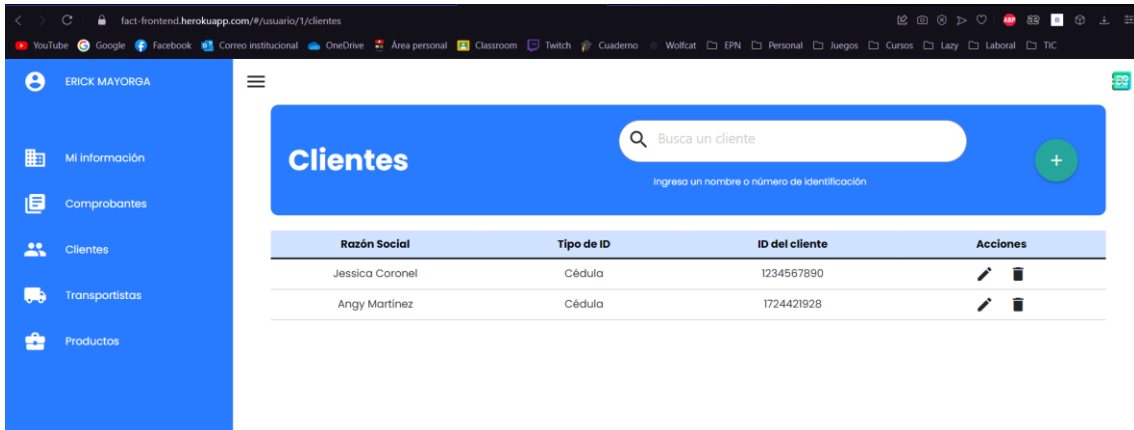 fact-frontend.herokuapp.com/#/usuario/1/clientes
YouTube Google Facebook Correo institucional OneDrive Área personal Classroom Twitch Cuaderno Wolfcat EPN Personal Juegos Cursos Lazy Laboral TIC
ERICK MAYORGA
Mi información
Comprobantes
Clientes
Transportistas
Productos
Clientes
Busca un cliente
Ingresa un nombre o número de identificación
Razón Social Tipo de ID ID del cliente Acciones
Jessica Coronel Cédula 1234567890
Angy Martínez Cédula 1724421928